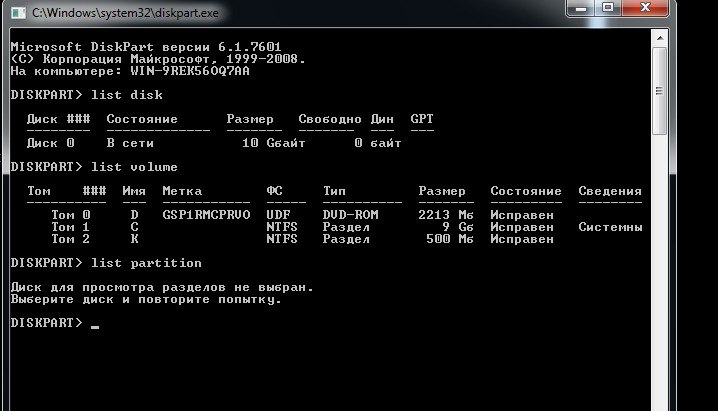 C:\Windows\system32\diskpart.exe
Microsoft DiskPart версии 6.1.7601
(C) Корпорация Майкрософт, 1999-2008.
На компьютере: WIN-9REK56OQ7AA
DISKPART> list disk
Диск ### Состояние Размер Свободно Дин GPT
-------- ------------- ------- ------- --- ---
Диск 0 В сети 10 Gбайт 0 байт
DISKPART> list volume
Том ### Имя Метка ФС Тип Размер Состояние Сведения
---------- --- ----------- ----- ---------- ------- --------- --------
Том 0 D GSP1RMCPRVO UDF DVD-ROM 2213 Mб Исправен
Том 1 C NTFS Раздел 9 Gб Исправен Системны
Том 2 K NTFS Раздел 500 Mб Исправен
DISKPART> list partition
Диск для просмотра разделов не выбран.
Выберите диск и повторите попытку.
DISKPART> _